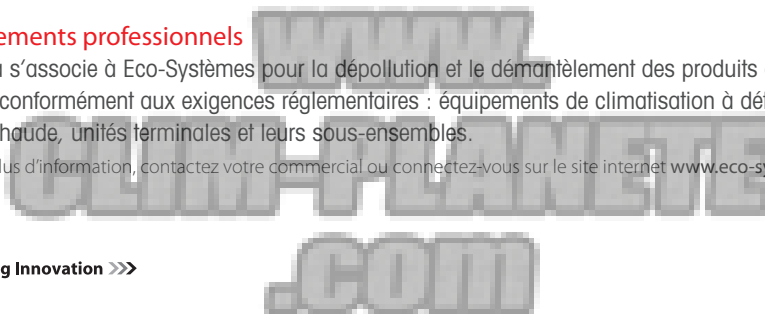 ements professionnels
s'associe à Eco-Systèmes pour la dépollution et le démantèlement des produits
conformément aux exigences réglementaires : équipements de climatisation à
haude, unités terminales et leurs sous-ensembles.
lus d'information, contactez votre commercial ou connectez-vous sur le site internet www.eco-sy
g Innovation >>>
WWW.
CLIM-PLANETE
.COM